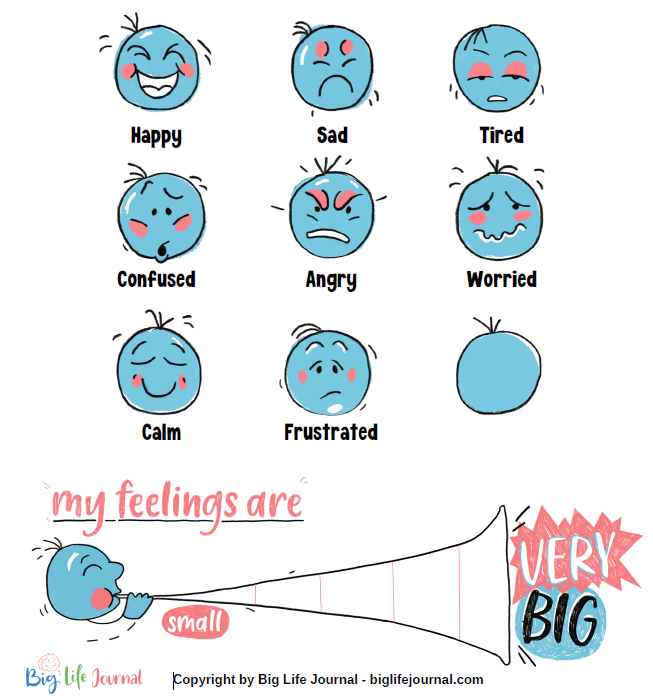 Happy
Sad
Tired
Confused
Angry
Worried
Calm
Frustrated
my feelings are
VERY
BIG
small
Big Life Journal
Copyright by Big Life Journal - biglifejournal.com